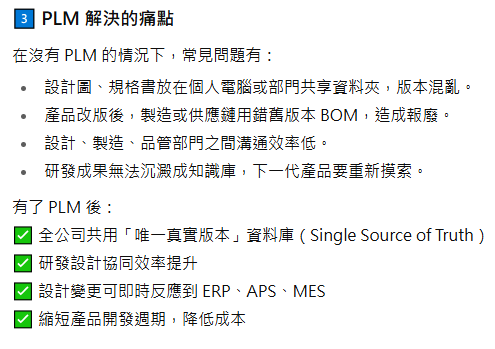 3 PLM 解決的痛點
在沒有 PLM 的情況下，常見問題有：
• 設計圖、規格書放在個人電腦或部門共享資料夾，版本混亂。
• 產品改版後，製造或供應鏈用錯舊版本 BOM，造成報廢。
• 設計、製造、品管部門之間溝通效率低。
• 研發成果無法沉澱成知識庫，下一代產品要重新摸索。
有了 PLM 後：
✅ 全公司共用「唯一真實版本」資料庫（Single Source of Truth）
✅ 研發設計協同效率提升
✅ 設計變更可即時反應到 ERP、APS、MES
✅ 縮短產品開發週期，降低成本